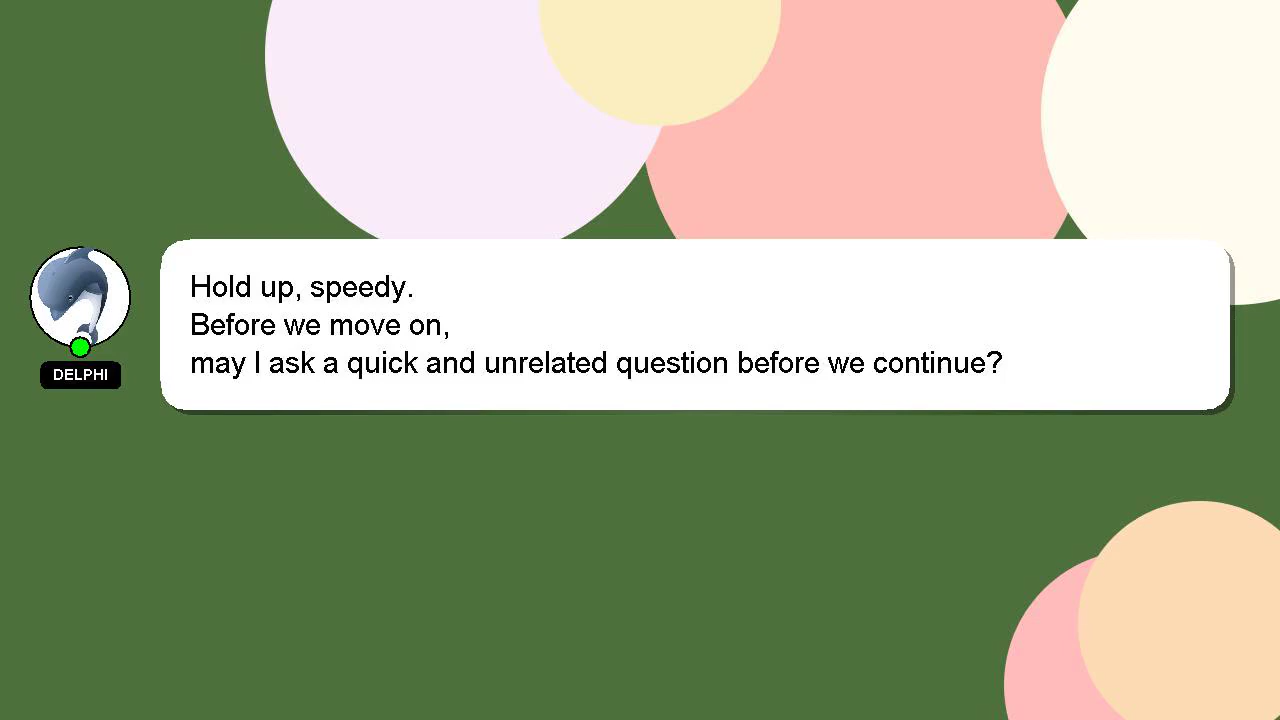 Hold up, speedy.
Before we move on,
may I ask a quick and unrelated question before we continue?
DELPHI